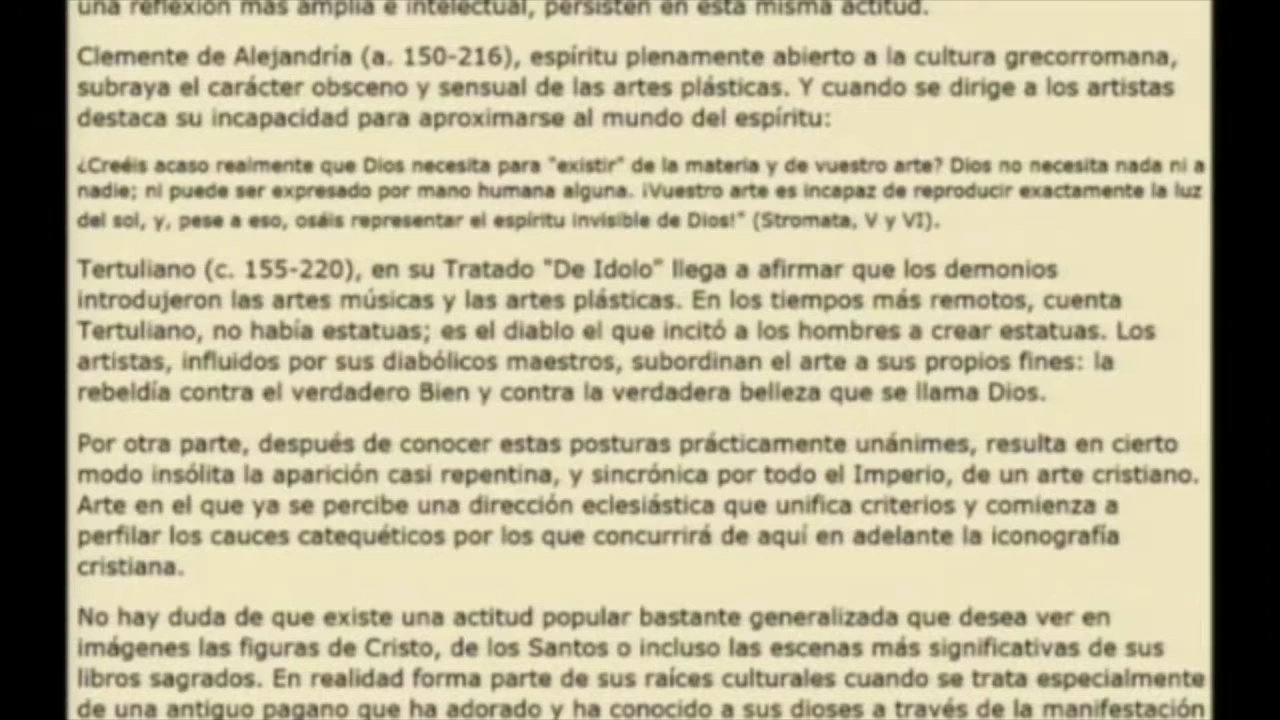 una reflexión más amplia e intelectual, persisten en esta misma actitud.
Clemente de Alejandría (a. 150-216), espíritu plenamente abierto a la cultura grecorromana,
subraya el carácter obsceno y sensual de las artes plásticas. Y cuando se dirige a los artistas
destaca su incapacidad para aproximarse al mundo del espíritu:
¿Creéis acaso realmente que Dios necesita para "existir" de la materia y de vuestro arte? Dios no necesita nada ni a
nadie; ni puede ser expresado por mano humana alguna. ¡Vuestro arte es incapaz de reproducir exactamente la luz
del sol, y, pese a eso, osáis representar el espíritu invisible de Dios!" (Stromata, V y VI).
Tertuliano (c. 155-220), en su Tratado "De Idolo" llega a afirmar que los demonios
introdujeron las artes músicas y las artes plásticas. En los tiempos más remotos, cuenta
Tertuliano, no había estatuas; es el diablo el que incitó a los hombres a crear estatuas. Los
artistas, influidos por sus diabólicos maestros, subordinan el arte a sus propios fines: la
rebeldía contra el verdadero Bien y contra la verdadera belleza que se llama Dios.
Por otra parte, después de conocer estas posturas prácticamente unánimes, resulta en cierto
modo insólita la aparición casi repentina, y sincrónica por todo el Imperio, de un arte cristiano.
Arte en el que ya se percibe una dirección eclesiástica que unifica criterios y comienza a
perfilar los cauces catequéticos por los que concurrirá de aquí en adelante la iconografía
cristiana.
No hay duda de que existe una actitud popular bastante generalizada que desea ver en
imágenes las figuras de Cristo, de los Santos o incluso las escenas más significativas de sus
libros sagrados. En realidad forma parte de sus raíces culturales cuando se trata especialmente
de una antiguo pagano que ha adorado y ha conocido a sus dioses a través de la manifestación